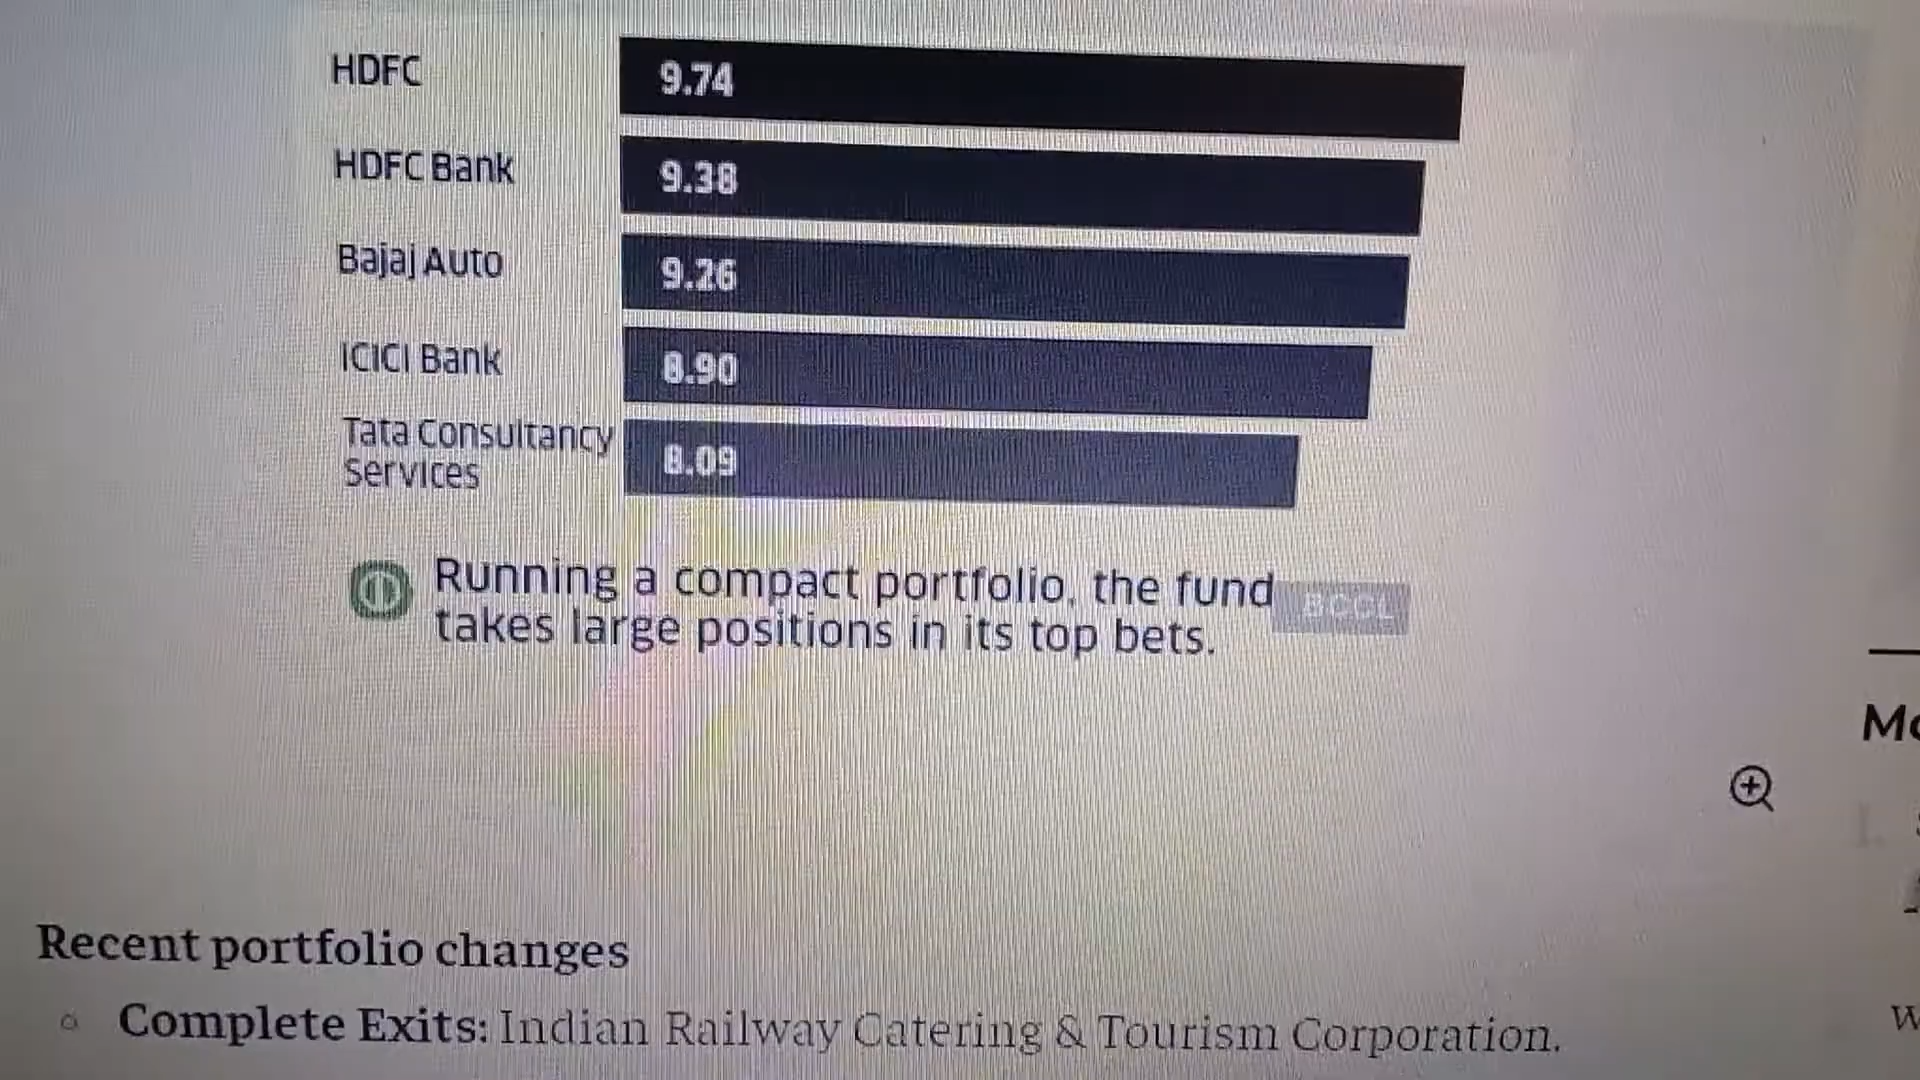 HDFC 9.74
HDFC Bank 9.38
Bajaj Auto 9.26
ICICI Bank 8.90
Tata Consultancy
Services 8.09
Running a compact portfolio, the fund
takes large positions in its top bets.
BCCL
Recent portfolio changes
Complete Exits: Indian Railway Catering & Tourism Corporation.